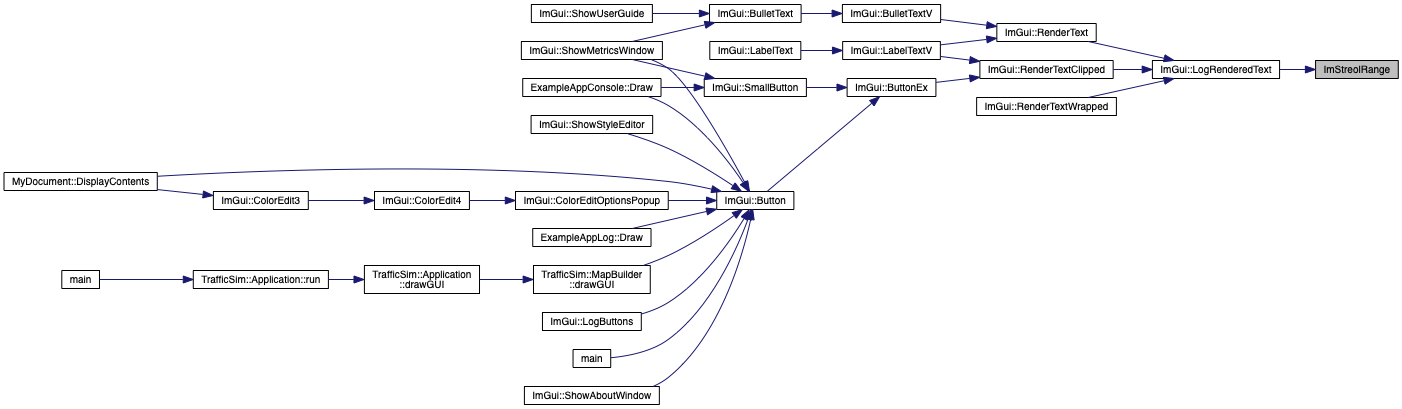 ImGui::ShowUserGuide
ImGui::BulletText
ImGui::BulletTextV
ImGui::RenderText
ImGui::ShowMetricsWindow
ImGui::LabelText
ImGui::LabelTextV
ImGui::RenderTextClipped
ImGui::LogRenderedText
ImStreolRange
ExampleAppConsole::Draw
ImGui::SmallButton
ImGui::ButtonEx
ImGui::RenderTextWrapped
ImGui::ShowStyleEditor
MyDocument::DisplayContents
ImGui::ColorEdit3
ImGui::ColorEdit4
ImGui::ColorEditOptionsPopup
ImGui::Button
ExampleAppLog::Draw
main
TrafficSim::Application::run
TrafficSim::Application
::drawGUI
TrafficSim::MapBuilder
::drawGUI
ImGui::LogButtons
main
ImGui::ShowAboutWindow